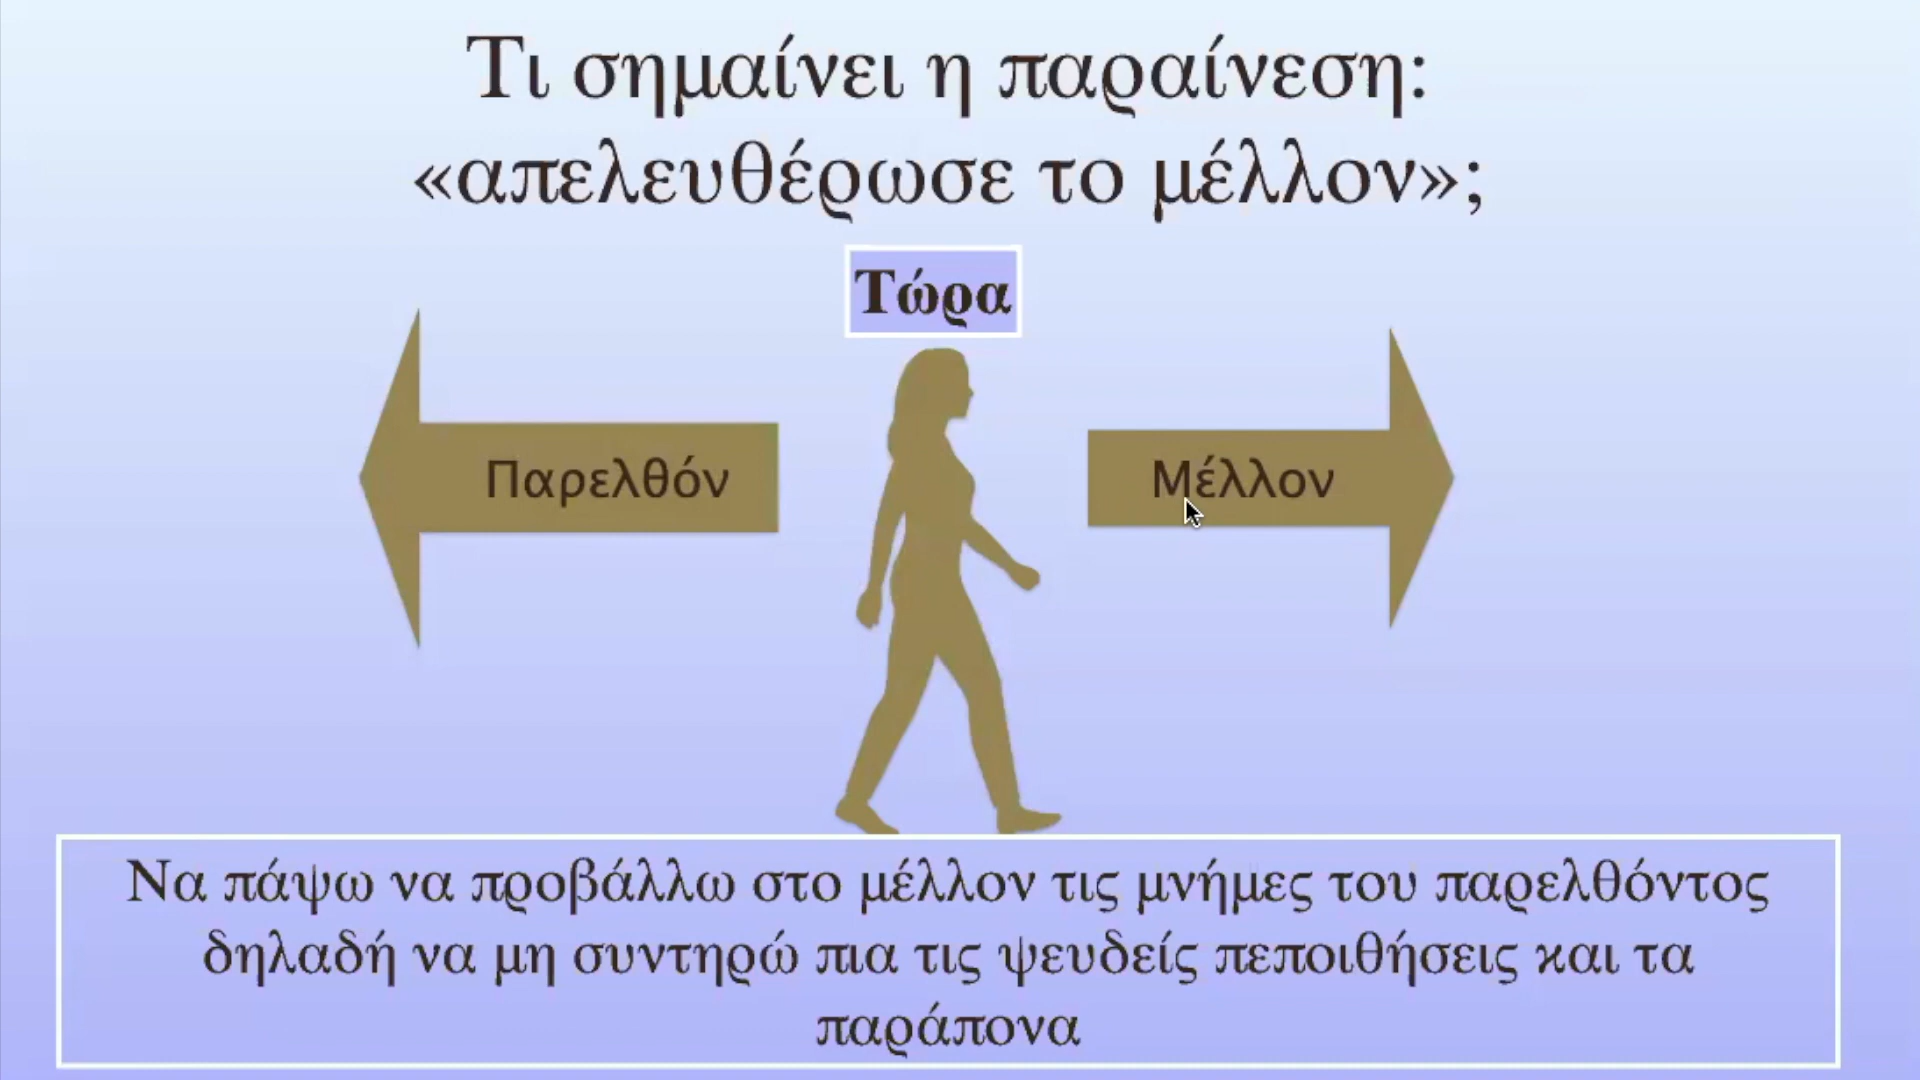 Τι σημαίνει η παραίνεση:
«απελευθέρωσε το μέλλον»;
Τώρα
Παρελθόν
Μέλλον
Να πάψω να προβάλλω στο μέλλον τις μνήμες του παρελθόντος
δηλαδή να μη συντηρώ πια τις ψευδείς πεποιθήσεις και τα
παράπονα